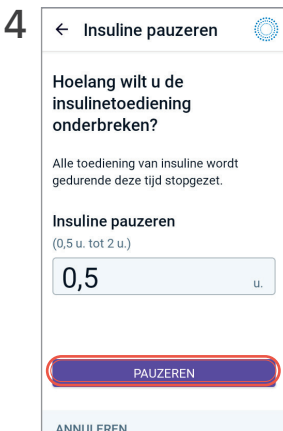 4
← Insuline pauzeren
Hoelang wilt u de
insulinetoediening
onderbreken?
Alle toediening van insuline wordt
gedurende deze tijd stopgezet.
Insuline pauzeren
(0,5 u. tot 2 u.)
0,5 u.
PAUZEREN
ANNULEREN